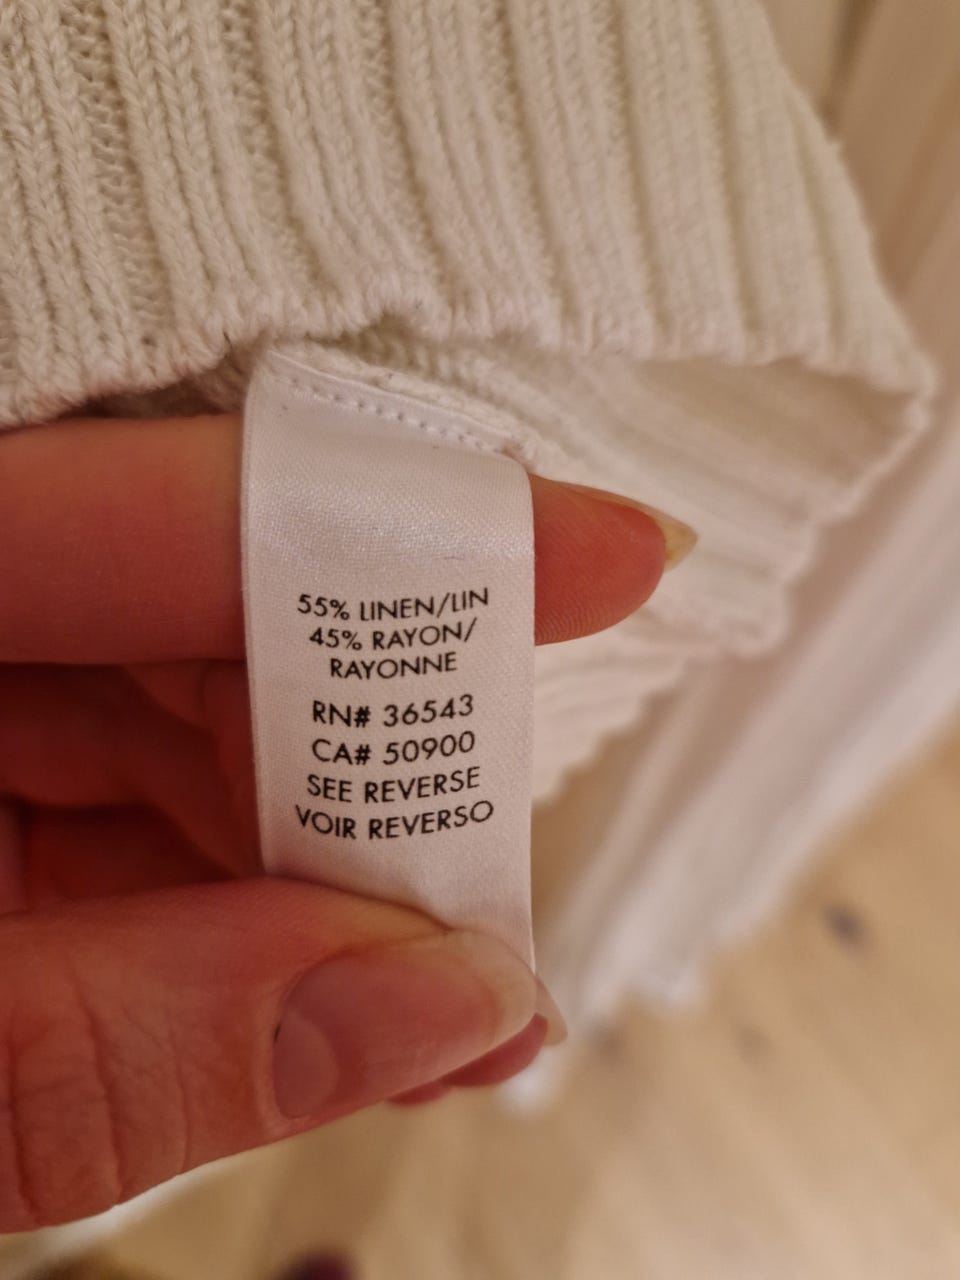 55% LINEN/LIN
45% RAYON/
RAYONNE
RN# 36543
CA# 50900
SEE REVERSE
VOIR REVERSO